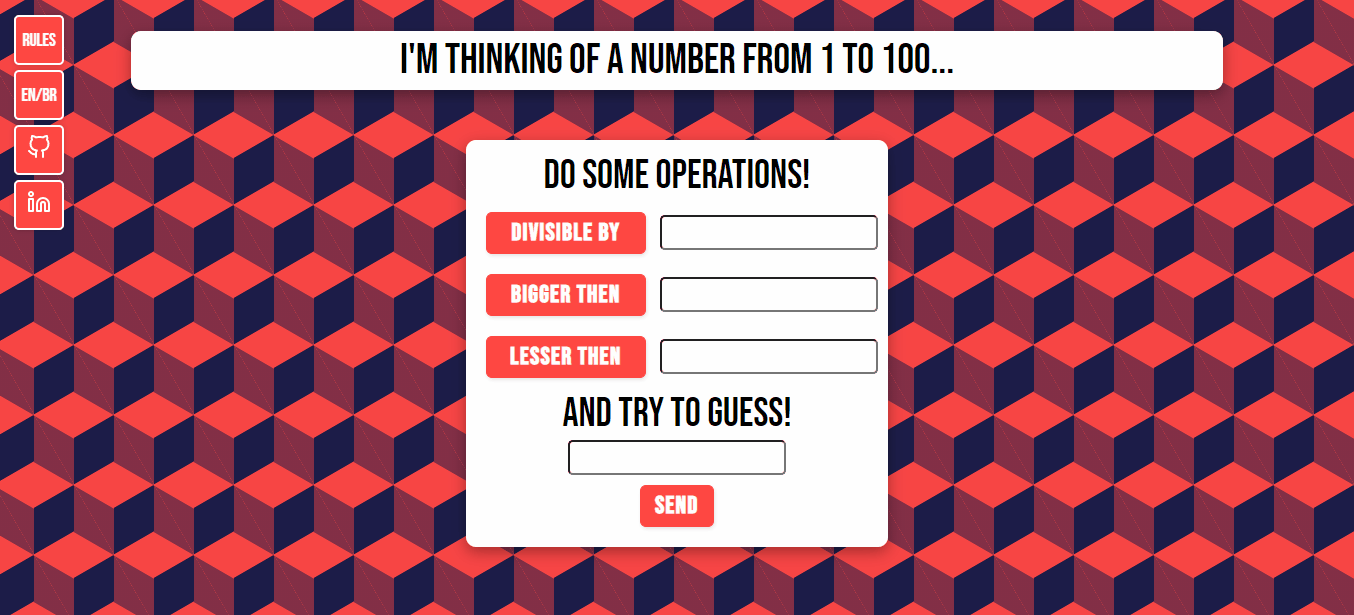 RULES
EN/BR
in
I'M THINKING OF A NUMBER FROM 1 TO 100...
DO SOME OPERATIONS!
DIVISIBLE BY
BIGGER THEN
LESSER THEN
AND TRY TO GUESS!
SEND